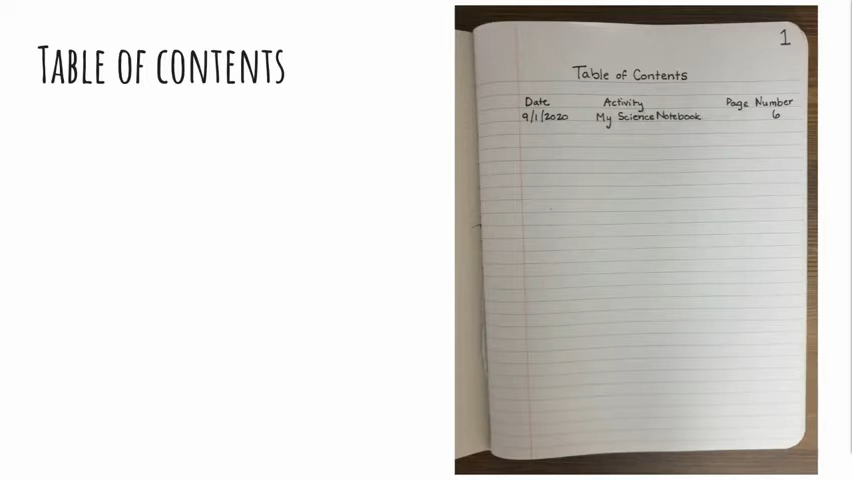 TABLE OF CONTENTS
1
Table of Contents
Date Activity Page Number
9/1/2020 My Science Notebook 6